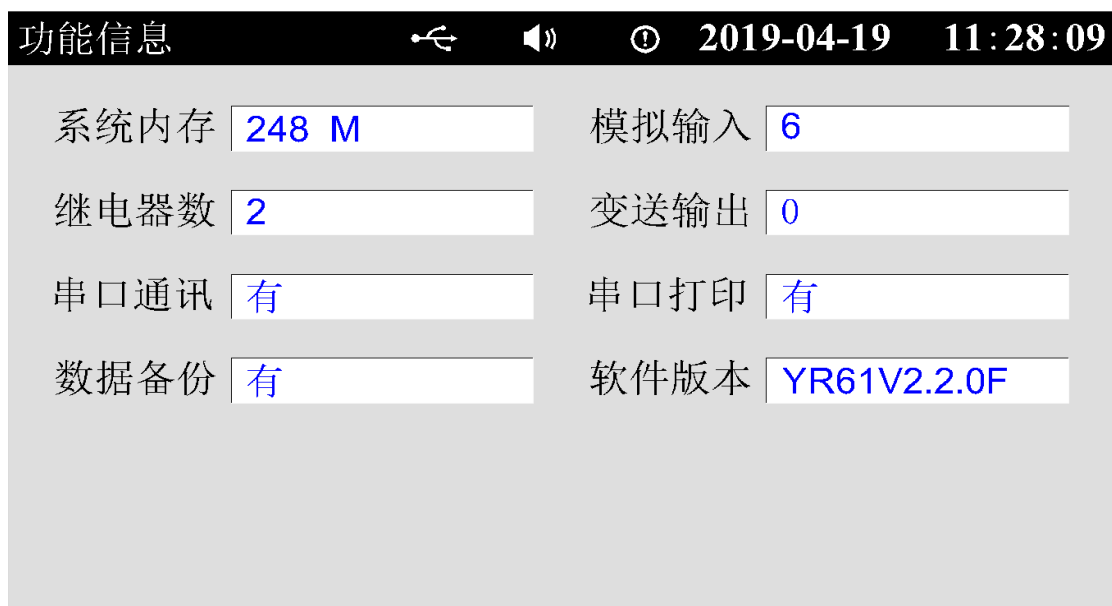 功能信息 2019-04-19 11:28:09
系统内存 248 M 模拟输入 6
继电器数 2 变送输出 0
串口通讯 有 串口打印 有
数据备份 有 软件版本 YR61V2.2.0F